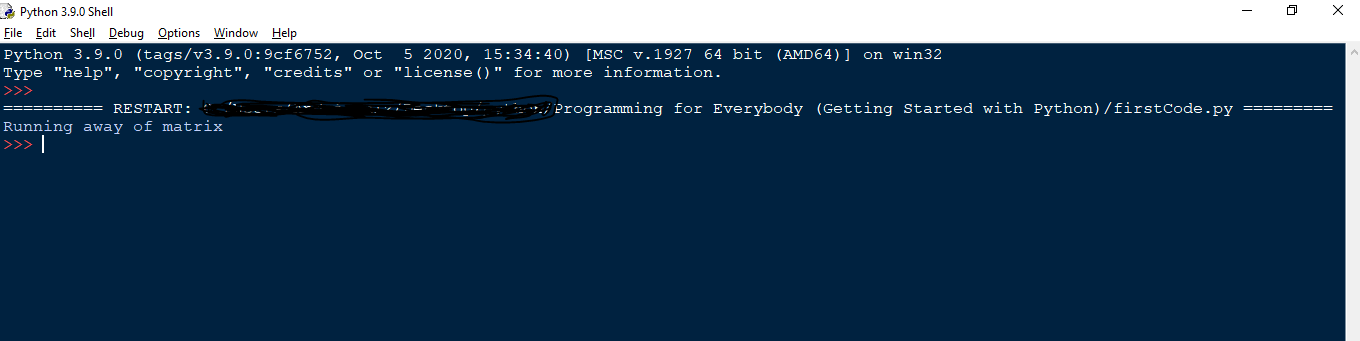 Python 3.9.0 Shell
File Edit Shell Debug Options Window Help
Python 3.9.0 (tags/v3.9.0:9cf6752, Oct  5 2020, 15:34:40) [MSC v.1927 64 bit (AMD64)] on win32
Type "help", "copyright", "credits" or "license()" for more information.
>>>
========== RESTART: /Programming for Everybody (Getting Started with Python)/firstCode.py =========
Running away of matrix
>>>